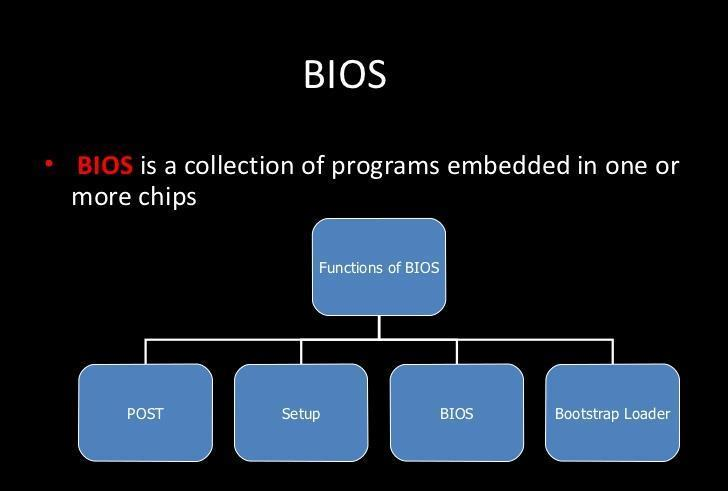 BIOS
• BIOS is a collection of programs embedded in one or
more chips
Functions of BIOS
POST
Setup
BIOS
Bootstrap Loader